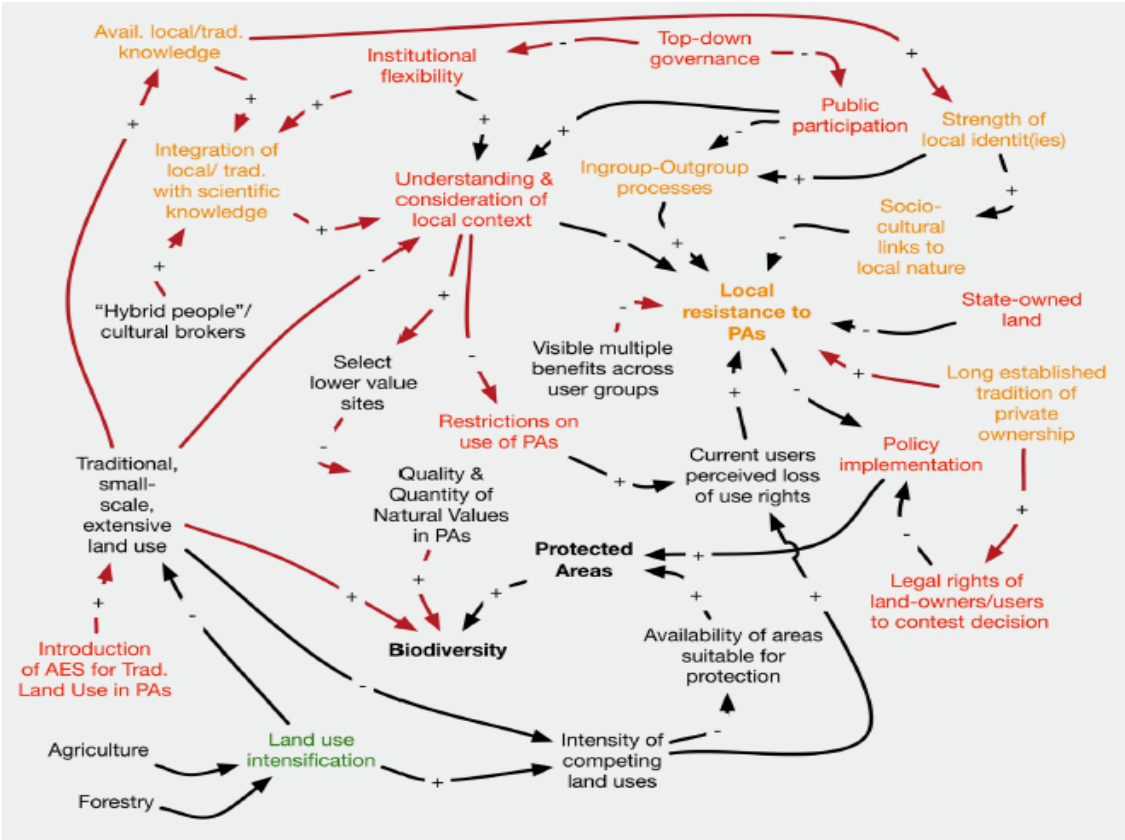 Avail. local/trad.
knowledge
Institutional
flexibility
Top-down
governance
Public
participation
Strength of
local identit(ies)
Integration of
local/ trad.
with scientific
knowledge
Understanding &
consideration of
local context
Ingroup-Outgroup
processes
Socio-
cultural
links to
local nature
"Hybrid people"/
cultural brokers
Local
resistance to
PAs
State-owned
land
Visible multiple
benefits across
user groups
Select
lower value
sites
Long established
tradition of
private
ownership
Restrictions on
use of PAs
Policy
implementation
Current users
perceived loss
of use rights
Traditional,
small-
scale,
extensive
land use
Quality &
Quantity of
Natural Values
in PAs
Protected
Areas
Legal rights of
land-owners/users
to contest decision
Introduction
of AES for Trad.
Land Use in PAs
Biodiversity
Availability of areas
suitable for
protection
Agriculture
Forestry
Land use
intensification
Intensity of
competing
land uses